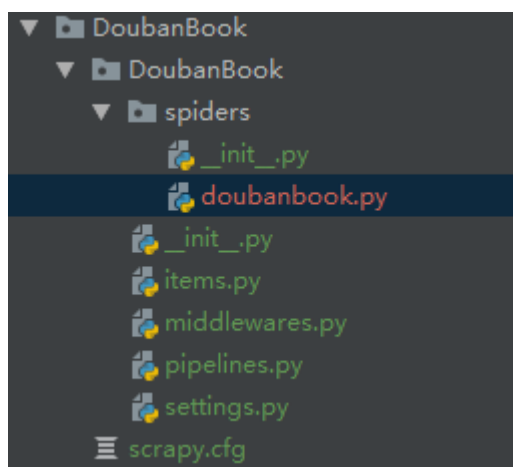 DoubanBook
DoubanBook
spiders
__init__.py
doubanbook.py
__init__.py
items.py
middlewares.py
pipelines.py
settings.py
scrapy.cfg